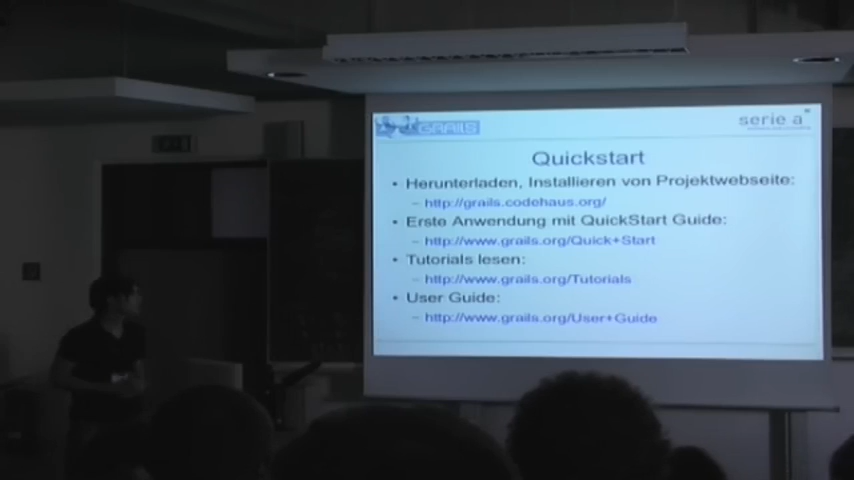 GRAILS
serie a
Quickstart
• Herunterladen, Installieren von Projektwebseite:
– http://grails.codehaus.org/
• Erste Anwendung mit QuickStart Guide:
– http://www.grails.org/Quick+Start
• Tutorials lesen:
– http://www.grails.org/Tutorials
• User Guide:
– http://www.grails.org/User+Guide